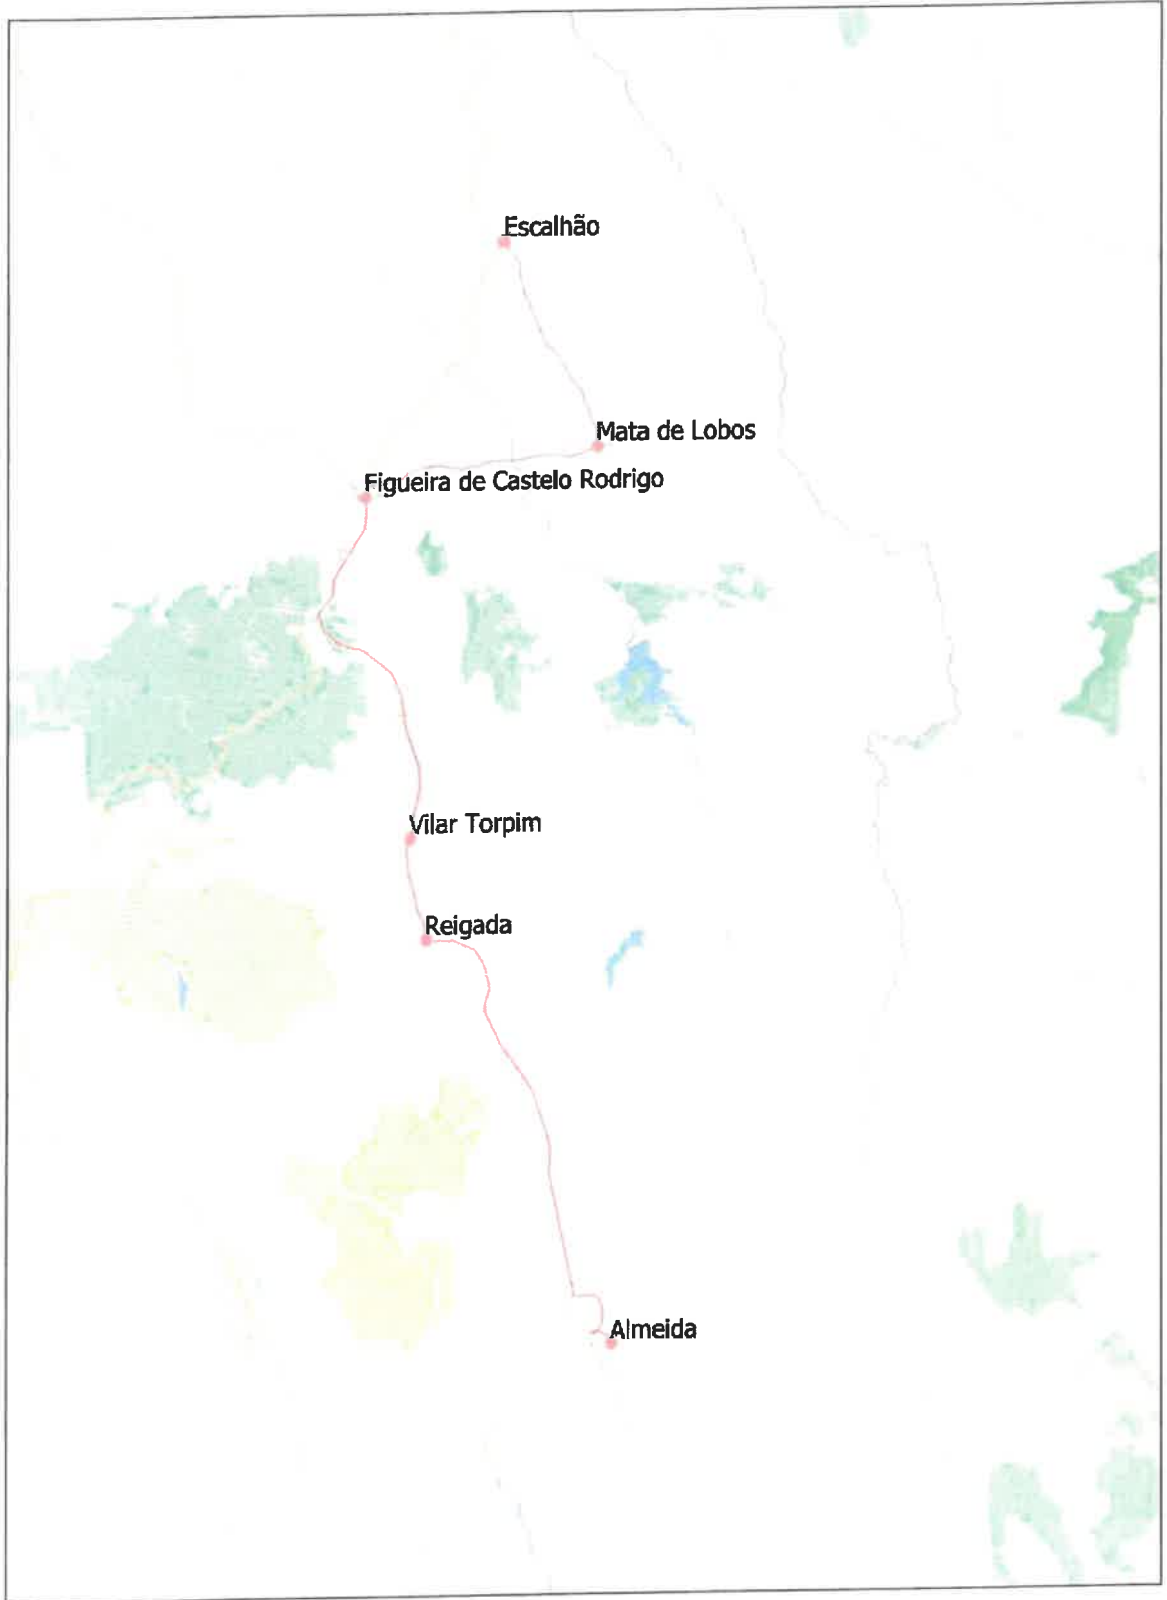 Escalhão
Mata de Lobos
Figueira de Castelo Rodrigo
Vilar Torpim
Reigada
Almeida